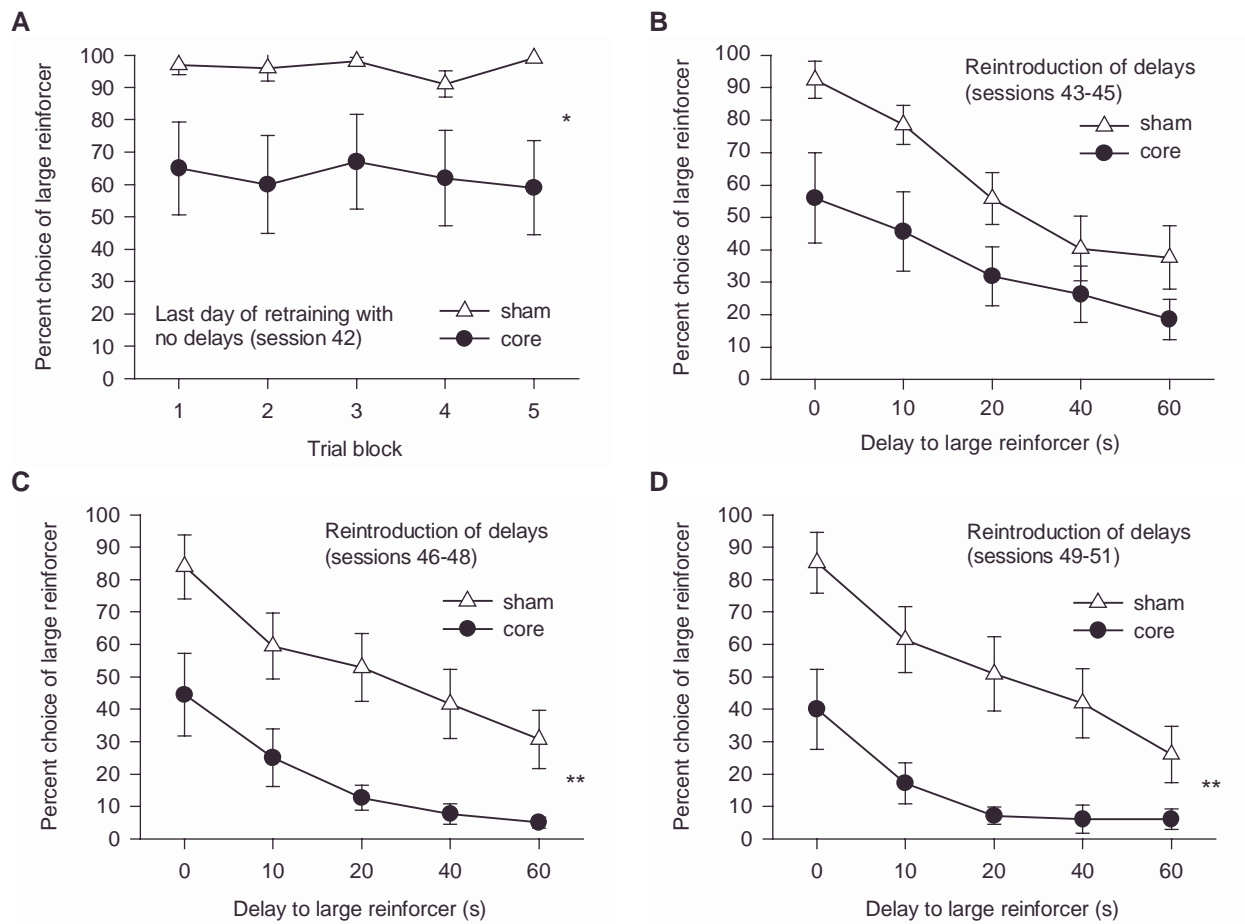 A
Percent choice of large reinforcer
100
90
80
70
60
50
40
30
20
10
0
*
Last day of retraining with
no delays (session 42)
sham
core
1 2 3 4 5
Trial block
B
Percent choice of large reinforcer
100
90
80
70
60
50
40
30
20
10
0
Reintroduction of delays
(sessions 43-45)
sham
core
0 10 20 40 60
Delay to large reinforcer (s)
C
Percent choice of large reinforcer
100
90
80
70
60
50
40
30
20
10
0
Reintroduction of delays
(sessions 46-48)
sham
core
**
0 10 20 40 60
Delay to large reinforcer (s)
D
Percent choice of large reinforcer
100
90
80
70
60
50
40
30
20
10
0
Reintroduction of delays
(sessions 49-51)
sham
core
**
0 10 20 40 60
Delay to large reinforcer (s)